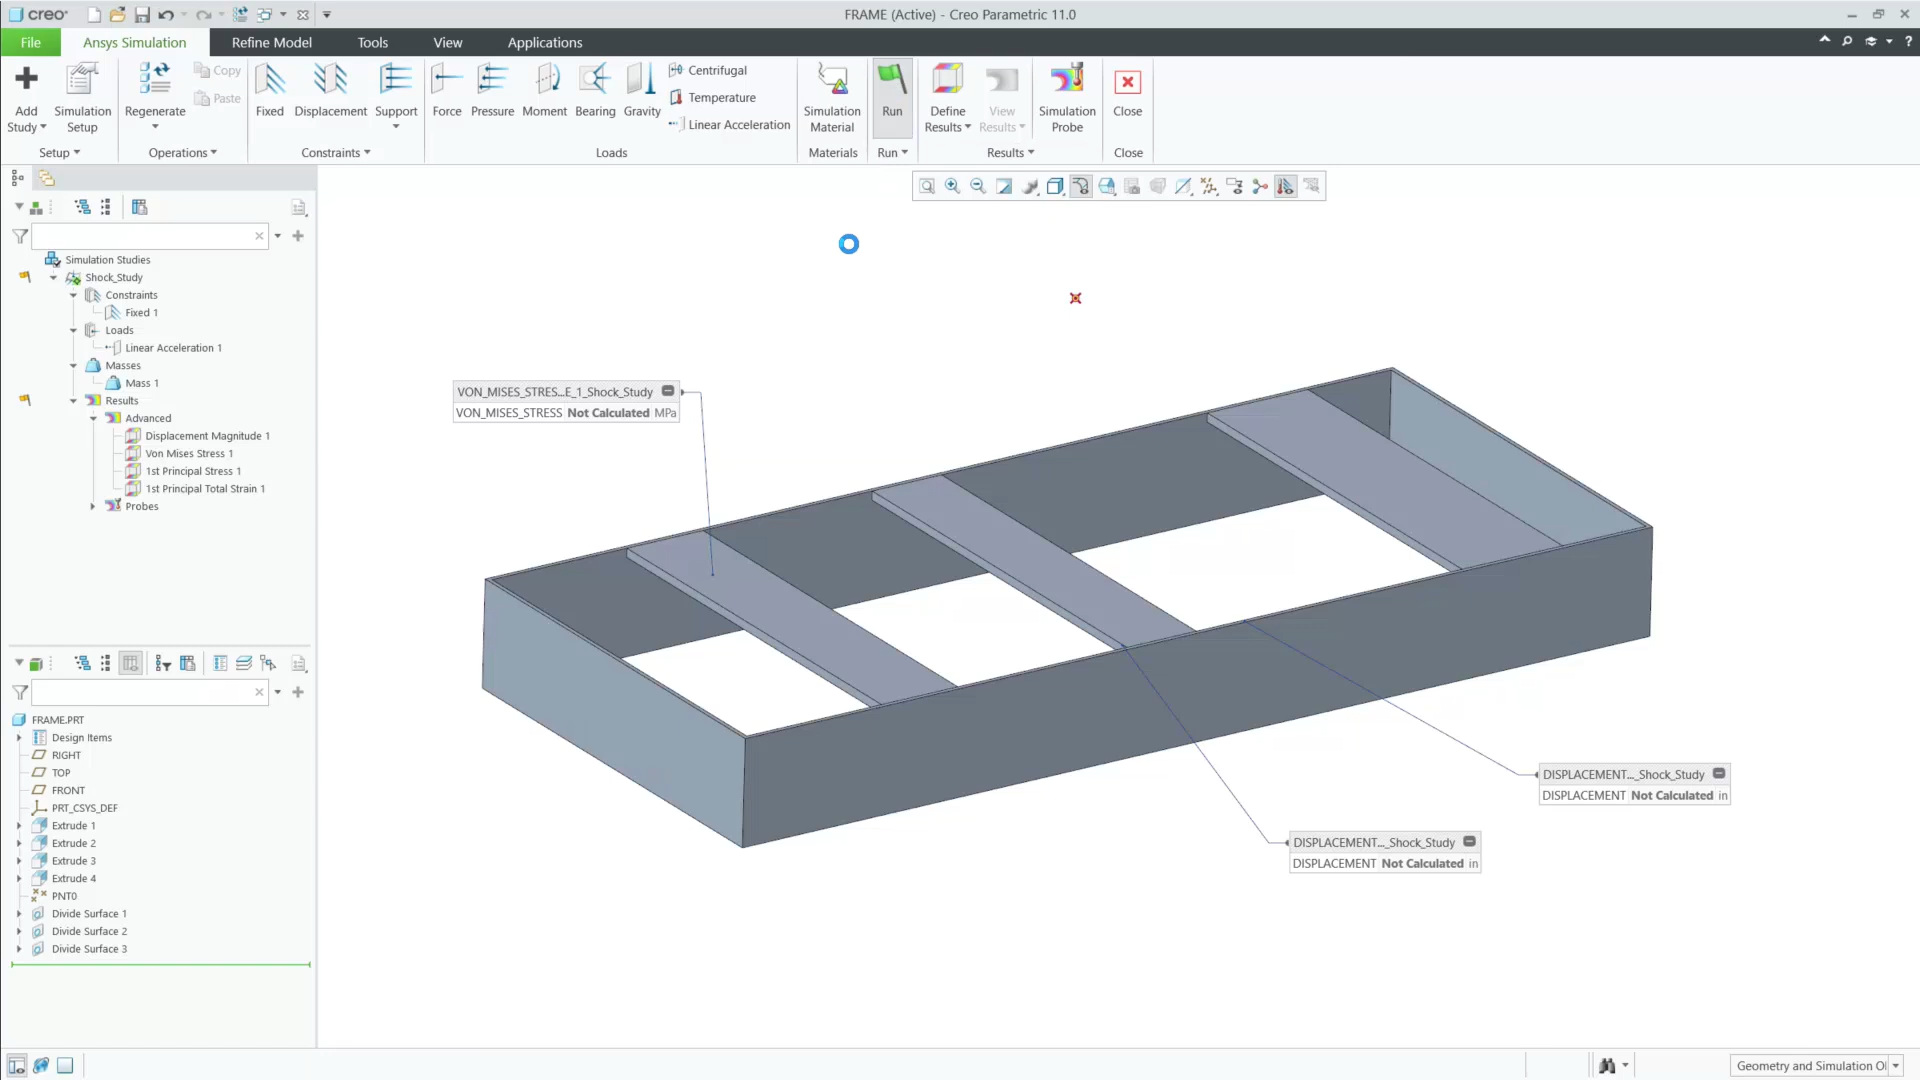 creo
FRAME (Active) - Creo Parametric 11.0
File
Ansys Simulation
Refine Model
Tools
View
Applications
?
Add
Study
Simulation
Setup
Setup
Regenerate
Copy
Paste
Operations
Fixed
Displacement
Support
Constraints
Force
Pressure
Moment
Bearing
Gravity
Centrifugal
Temperature
Linear Acceleration
Loads
Simulation
Material
Materials
Run
Run
Define
Results
View
Results
Simulation
Probe
Results
Close
Close
Simulation Studies
Shock_Study
Constraints
Fixed 1
Loads
Linear Acceleration 1
Masses
Mass 1
Results
Advanced
Displacement Magnitude 1
Von Mises Stress 1
1st Principal Stress 1
1st Principal Total Strain 1
Probes
FRAME.PRT
Design Items
RIGHT
TOP
FRONT
PRT_CSYS_DEF
Extrude 1
Extrude 2
Extrude 3
Extrude 4
PNT0
Divide Surface 1
Divide Surface 2
Divide Surface 3
VON_MISES_STRES...E_1_Shock_Study
VON_MISES_STRESS Not Calculated MPa
DISPLACEMENT..._Shock_Study
DISPLACEMENT Not Calculated in
DISPLACEMENT..._Shock_Study
DISPLACEMENT Not Calculated in
Geometry and Simulation O